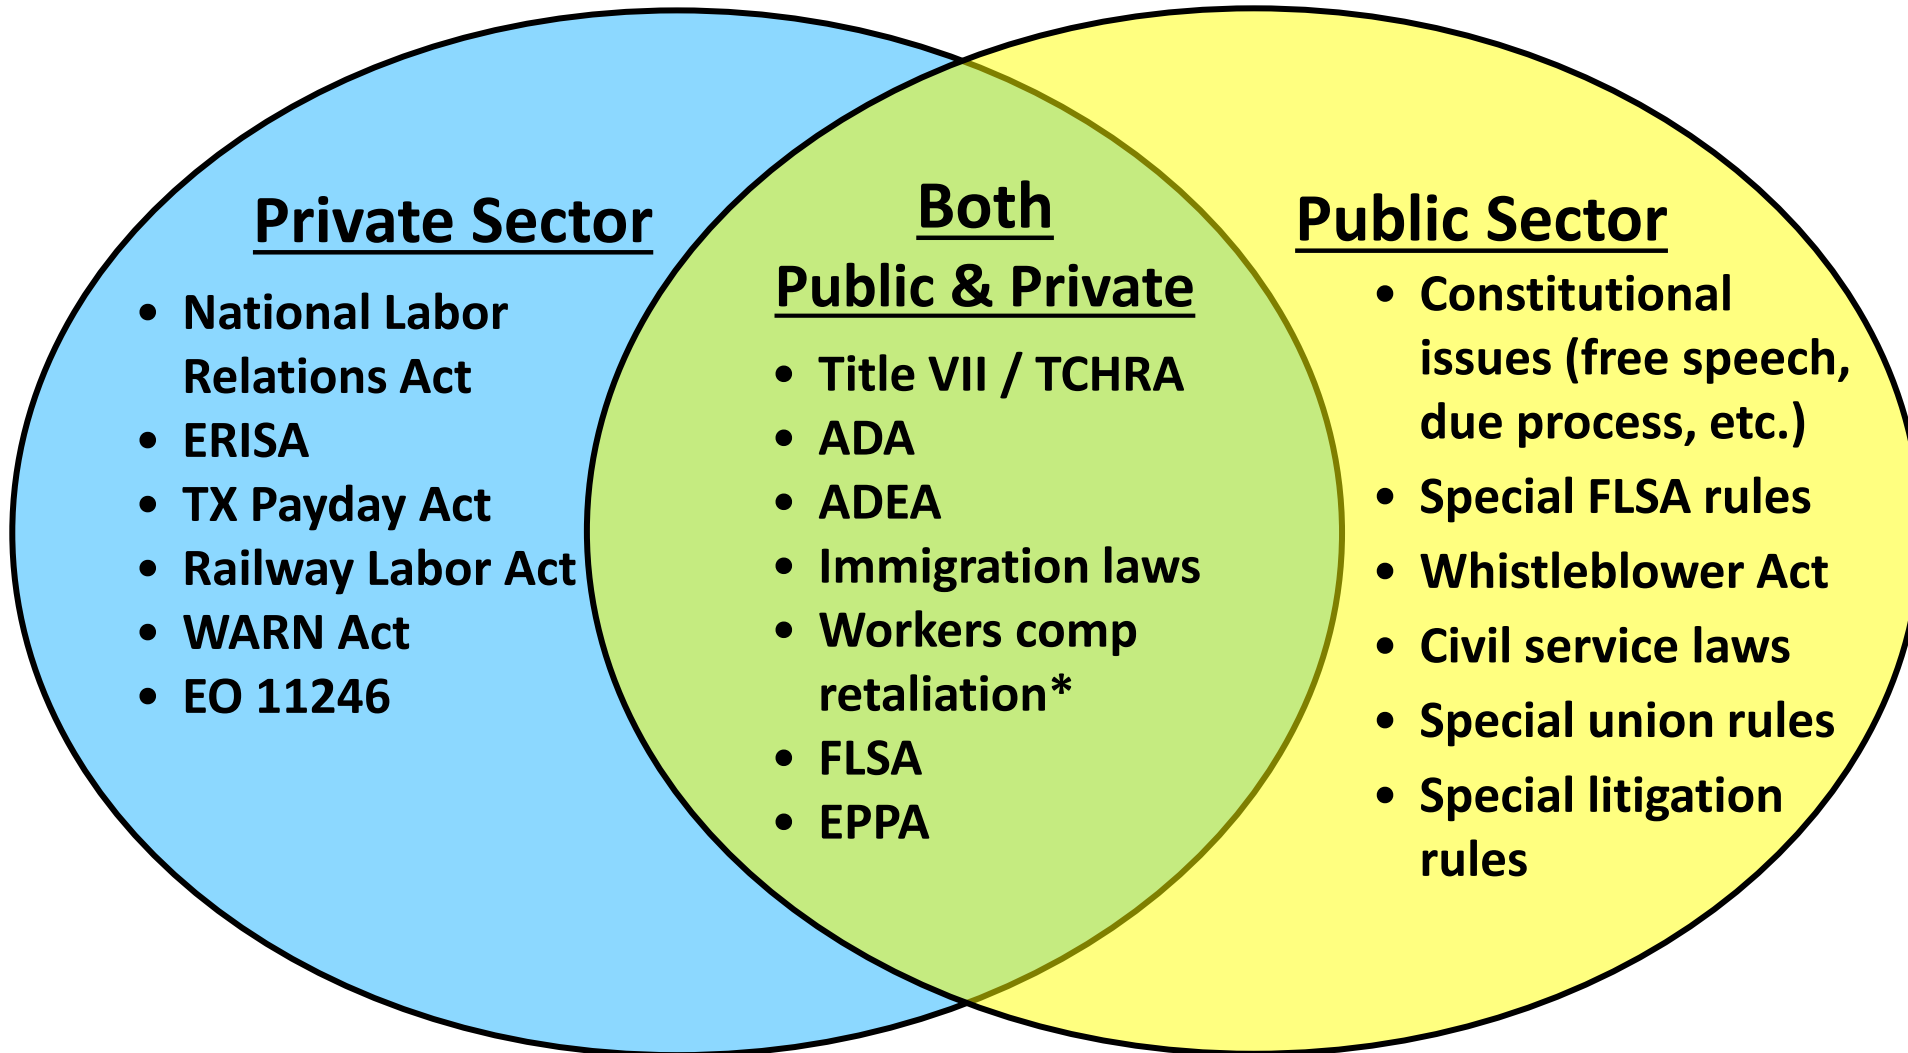 Private Sector
• National Labor
Relations Act
• ERISA
• TX Payday Act
• Railway Labor Act
• WARN Act
• EO 11246
Both
Public & Private
• Title VII / TCHRA
• ADA
• ADEA
• Immigration laws
• Workers comp
retaliation*
• FLSA
• EPPA
Public Sector
• Constitutional
issues (free speech,
due process, etc.)
• Special FLSA rules
• Whistleblower Act
• Civil service laws
• Special union rules
• Special litigation
rules